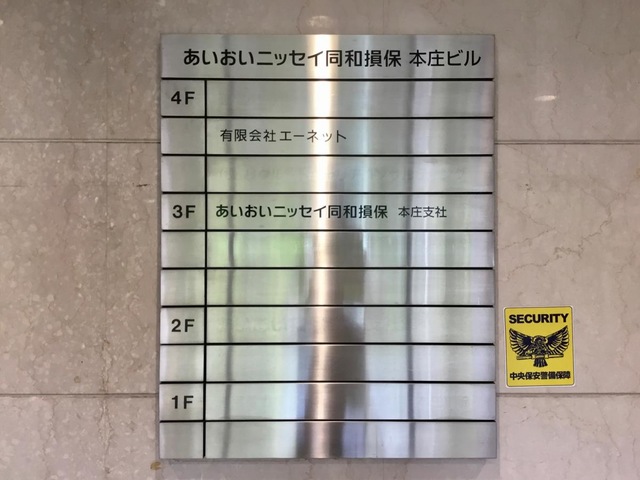 あいおいニッセイ同和損保 本庄ビル
4F
有限会社エーネット
3F あいおいニッセイ同和損保 本庄支社
2F
1F
SECURITY
中央保安警備保障